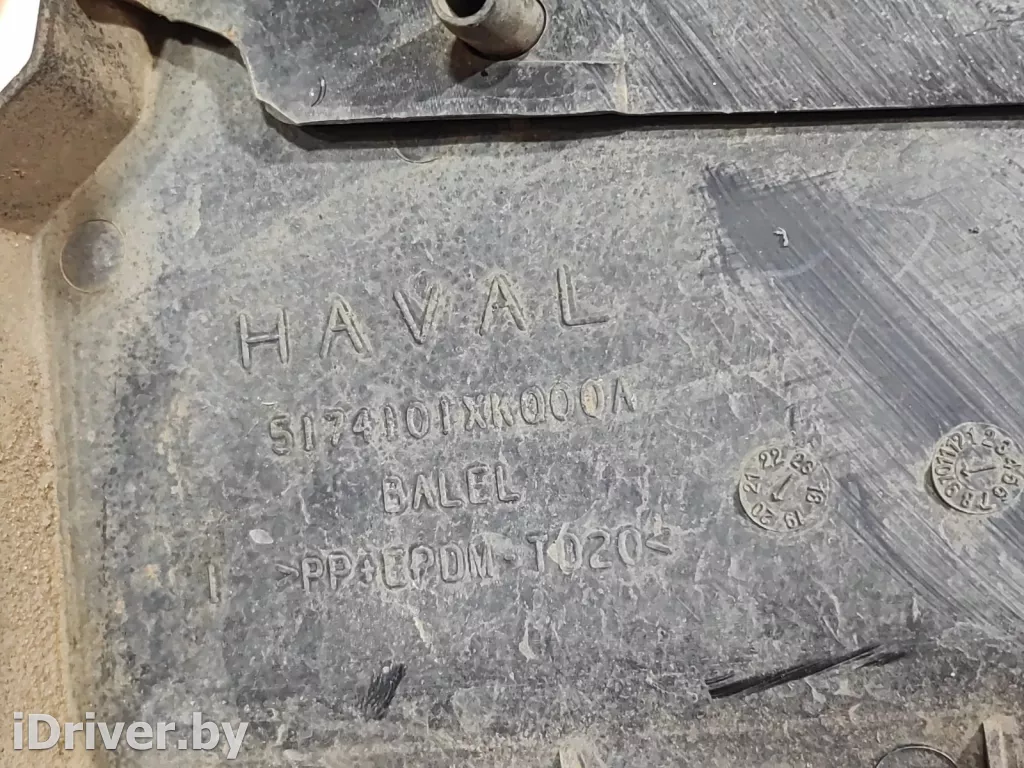 HAVAL
5174101XKQ00A
BALEL
>PP+EPDM-T020<
iDriver.by